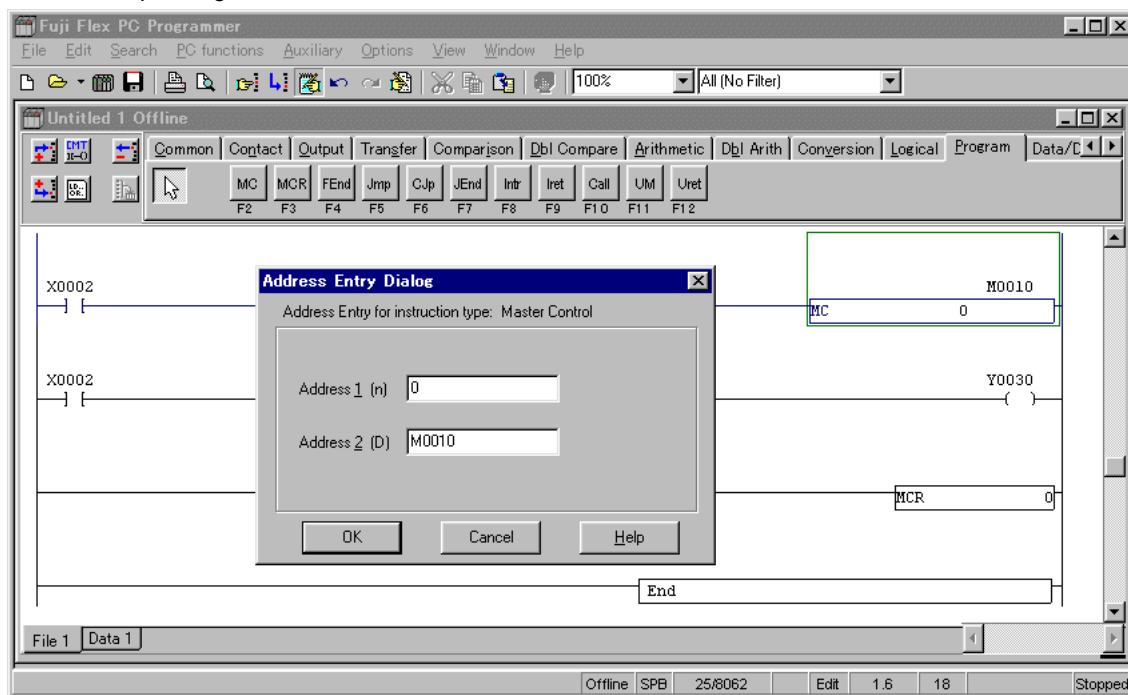 Fuji Flex PC Programmer
File Edit Search PC functions Auxiliary Options View Window Help
100% All (No Filter)
Untitled 1 Offline
Common Contact Output Transfer Comparison Dbl Compare Arithmetic Dbl Arith Conversion Logical Program Data/C
MC MCR FEnd Jmp CJp JEnd Intr Iret Call UM Uret
F2 F3 F4 F5 F6 F7 F8 F9 F10 F11 F12
X0002
M0010
MC 0
Address Entry Dialog
Address Entry for instruction type: Master Control
Address 1 (n) 0
Address 2 (D) M0010
OK Cancel Help
X0002
Y0030
MCR 0
End
File 1 Data 1
Offline SPB 25/8062 Edit 1.6 18 Stopped